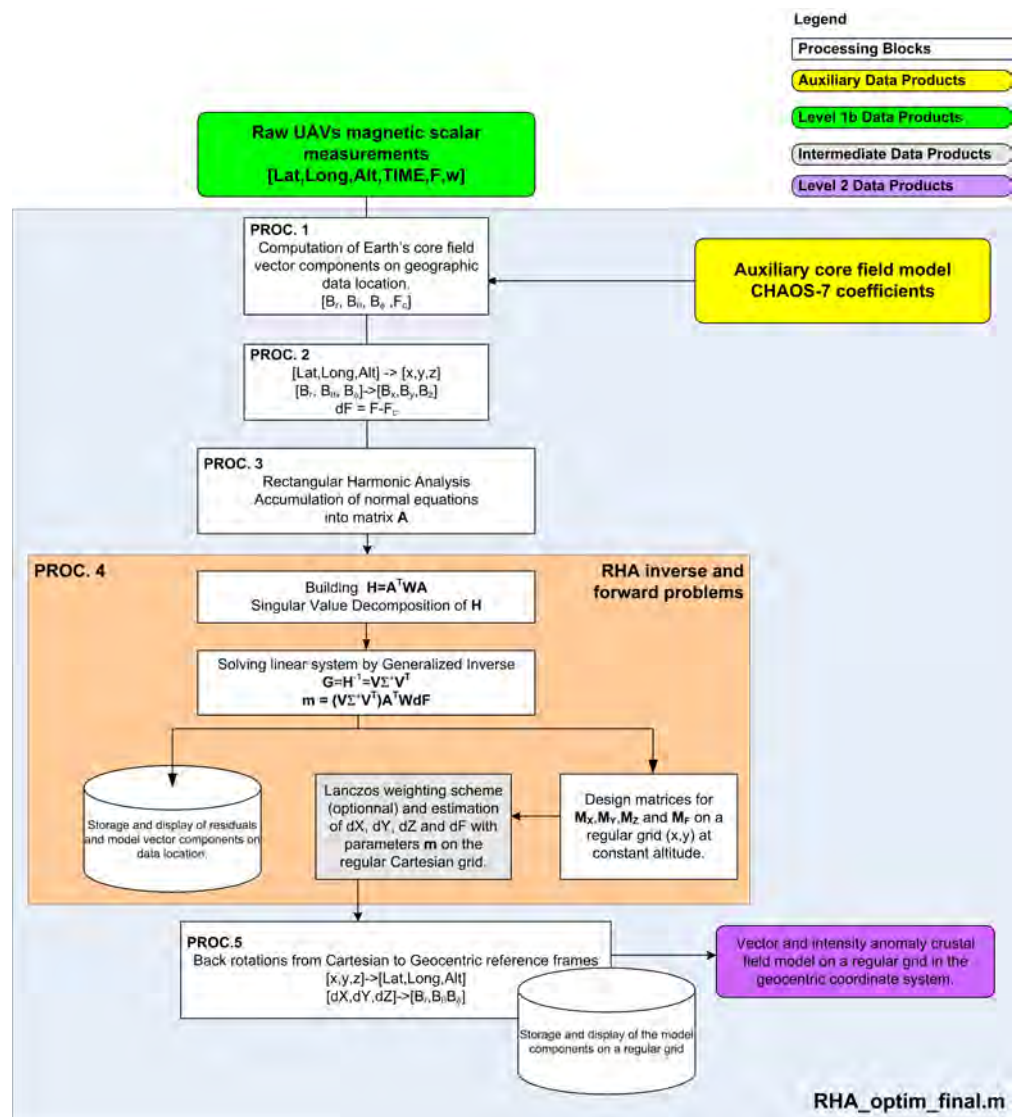 Legend
Processing Blocks
Auxiliary Data Products
Level 1b Data Products
Intermediate Data Products
Level 2 Data Products
Raw UAVs magnetic scalar
measurements
[Lat,Long,Alt,TIME,F,w]
PROC. 1
Computation of Earth's core field
vector components on geographic
data location.
[Br, Bθ, Bφ ,Fc]
Auxiliary core field model
CHAOS-7 coefficients
PROC. 2
[Lat,Long,Alt] -> [x,y,z]
[Br, Bθ, Bφ]->[Bx,By,Bz]
dF = F-Fc
PROC. 3
Rectangular Harmonic Analysis
Accumulation of normal equations
into matrix A
PROC. 4
RHA inverse and
forward problems
Building H=AᵀWA
Singular Value Decomposition of H
Solving linear system by Generalized Inverse
G=H⁻¹=VΣ⁺Vᵀ
m = (VΣ⁺Vᵀ)AᵀWdF
Storage and display of residuals
and model vector components on
data location.
Lanczos weighting scheme
(optionnal) and estimation
of dX, dY, dZ and dF with
parameters m on the
regular Cartesian grid.
Design matrices for
MX,MY,MZ and MF on a
regular grid (x,y) at
constant altitude.
PROC.5
Back rotations from Cartesian to Geocentric reference frames
[x,y,z]->[Lat,Long,Alt]
[dX,dY,dZ]->[Br,BθBφ]
Vector and intensity anomaly crustal
field model on a regular grid in the
geocentric coordinate system.
Storage and display of the model
components on a regular grid
RHA_optim_final.m